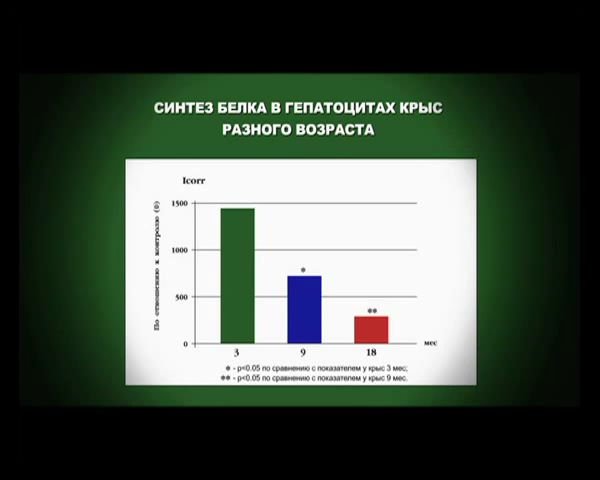 СИНТЕЗ БЕЛКА В ГЕПАТОЦИТАХ КРЫС
РАЗНОГО ВОЗРАСТА
Icorr
По отношению к контролю (0)
1500
1000
500
0
*
**
3
9
18
мес
* - p<0.05 по сравнению с показателем у крыс 3 мес;
** - p<0.05 по сравнению с показателем у крыс 9 мес.